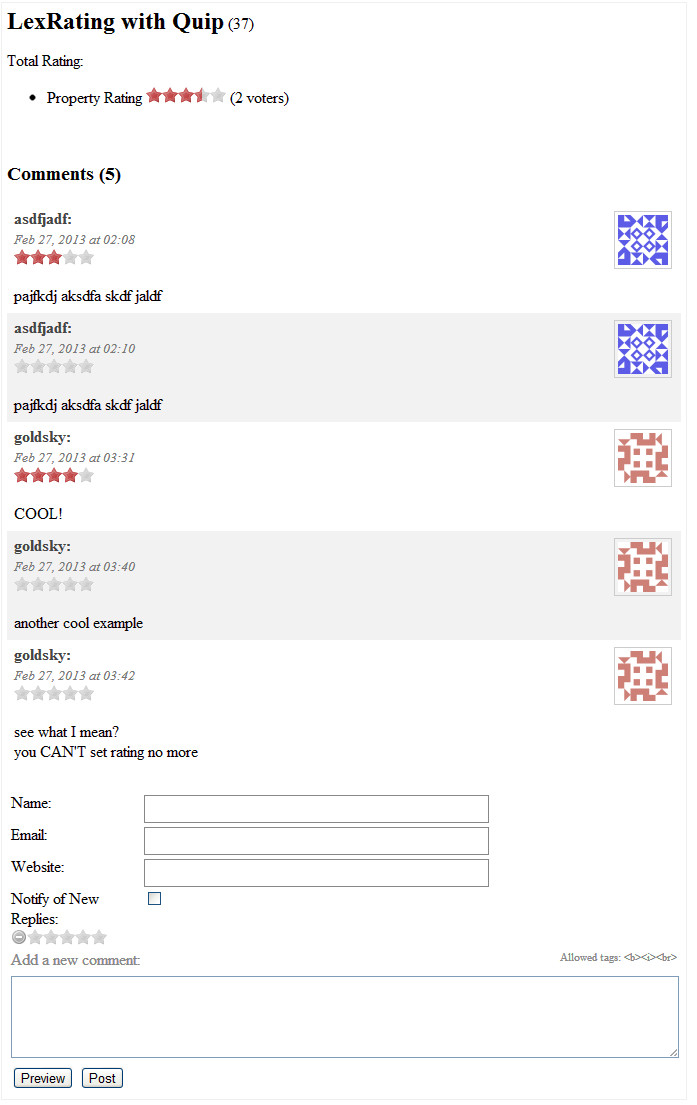 LexRating with Quip (37)
Total Rating:
Property Rating (2 voters)
Comments (5)
asdfjadf:
Feb 27, 2013 at 02:08
pajfkdj aksdfa skdf jaldf
asdfjadf:
Feb 27, 2013 at 02:10
pajfkdj aksdfa skdf jaldf
goldsky:
Feb 27, 2013 at 03:31
COOL!
goldsky:
Feb 27, 2013 at 03:40
another cool example
goldsky:
Feb 27, 2013 at 03:42
see what I mean?
you CAN'T set rating no more
Name:
Email:
Website:
Notify of New
Replies:
Add a new comment: Allowed tags: <b><i><br>
Preview Post